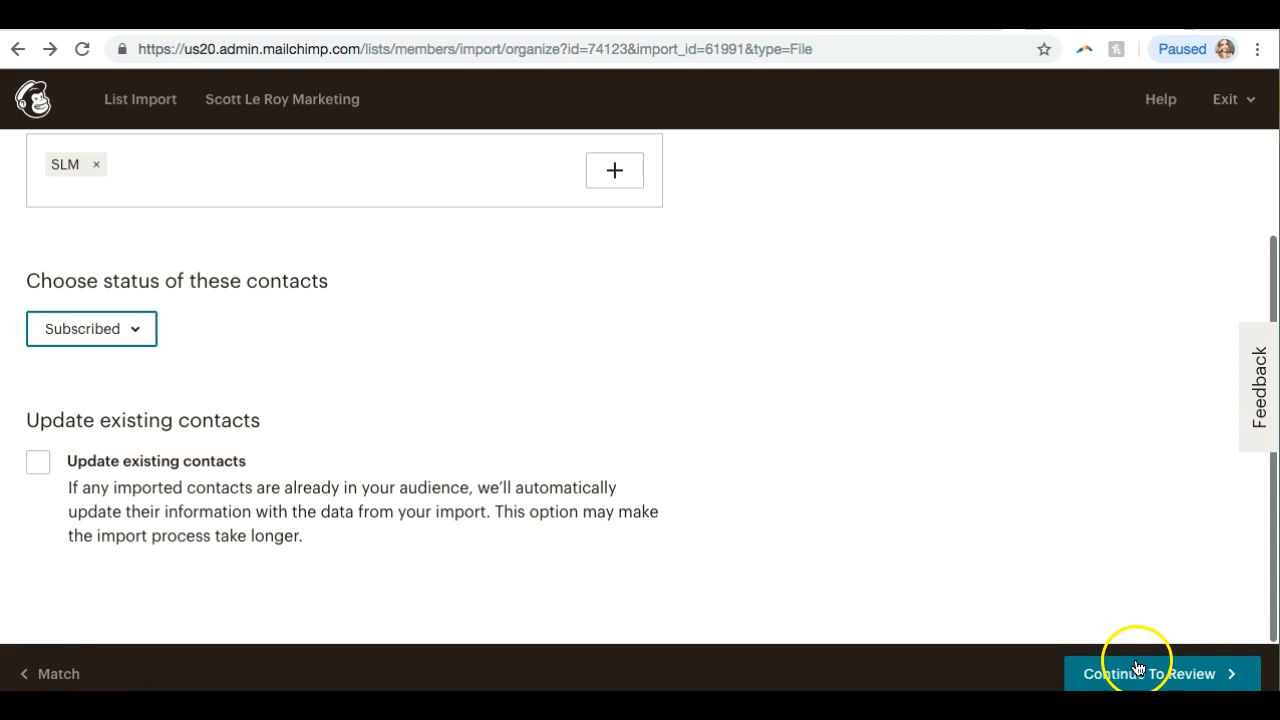 https://us20.admin.mailchimp.com/lists/members/import/organize?id=74123&import_id=61991&type=File
Paused
List Import
Scott Le Roy Marketing
Help
Exit
SLM ×
+
Choose status of these contacts
Subscribed
Feedback
Update existing contacts
Update existing contacts
If any imported contacts are already in your audience, we'll automatically
update their information with the data from your import. This option may make
the import process take longer.
Match
Continue To Review